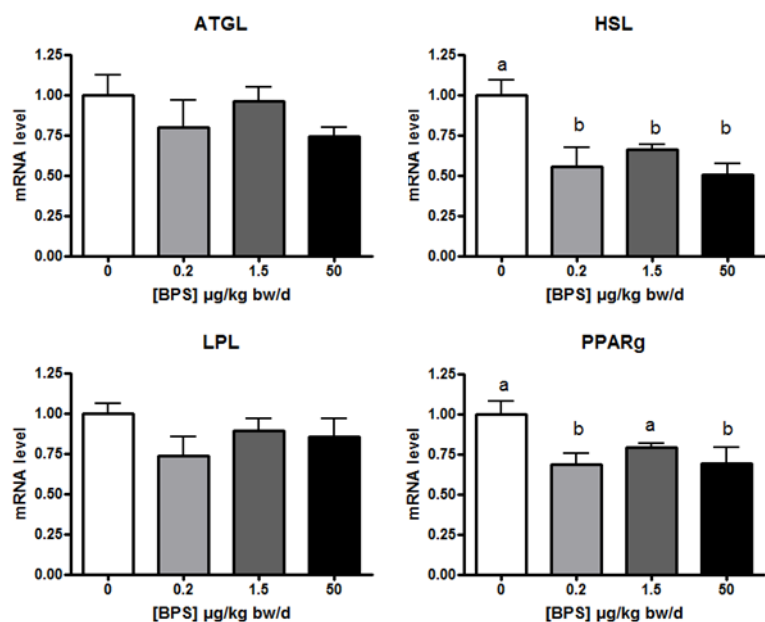 ATGL
mRNA level
1.25
1.00
0.75
0.50
0.25
0.00
0 0.2 1.5 50
[BPS] µg/kg bw/d
HSL
mRNA level
1.25
1.00
0.75
0.50
0.25
0.00
a
b b b
0 0.2 1.5 50
[BPS] µg/kg bw/d
LPL
mRNA level
1.25
1.00
0.75
0.50
0.25
0.00
0 0.2 1.5 50
[BPS] µg/kg bw/d
PPARg
mRNA level
1.25
1.00
0.75
0.50
0.25
0.00
a
b a b
0 0.2 1.5 50
[BPS] µg/kg bw/d